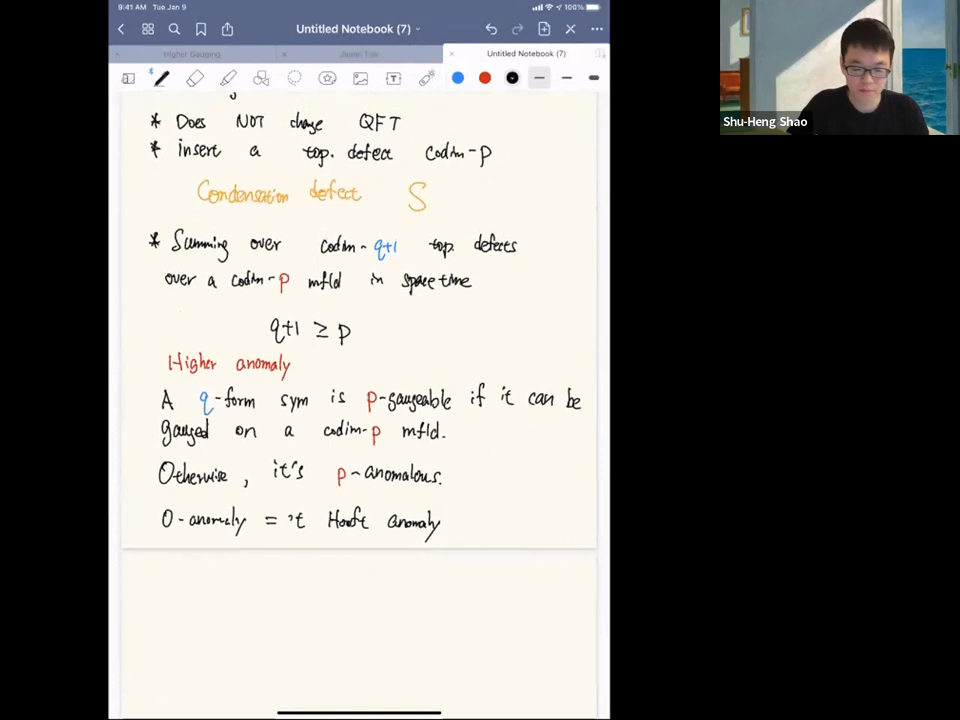 9:41 AM Tue Jan 9
100%
Untitled Notebook (7)
Higher Gauging
Untitled Notebook (7)
* Does NOT change QFT
* insert a top. defect codim-p
Condensation defect S
* Summing over codim-q+1 top. defects
over a codim-p mfld in spacetime
q+1 ≥ p
Higher anomaly
A q-form sym is p-gaugeable if it can be
gauged on a codim-p mfld.
Otherwise, it's p-anomalous.
0-anomaly = 't Hooft anomaly
Shu-Heng Shao